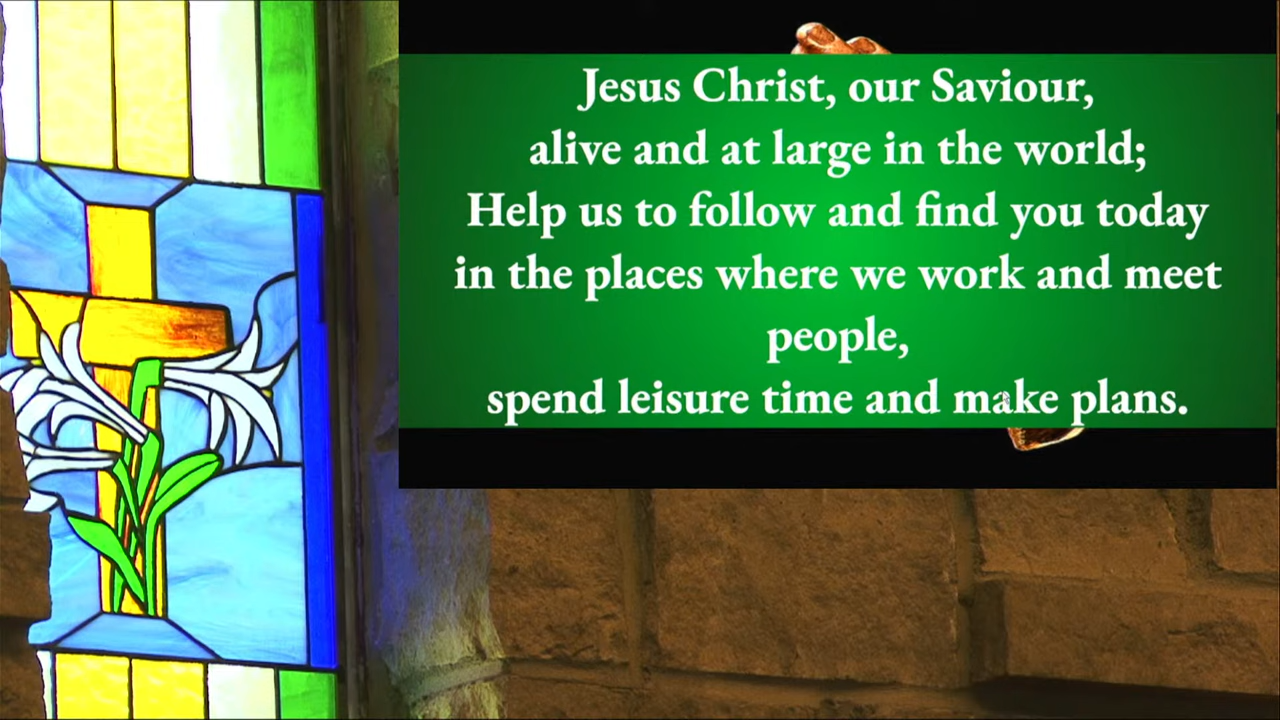 Jesus Christ, our Saviour,
alive and at large in the world;
Help us to follow and find you today
in the places where we work and meet
people,
spend leisure time and make plans.